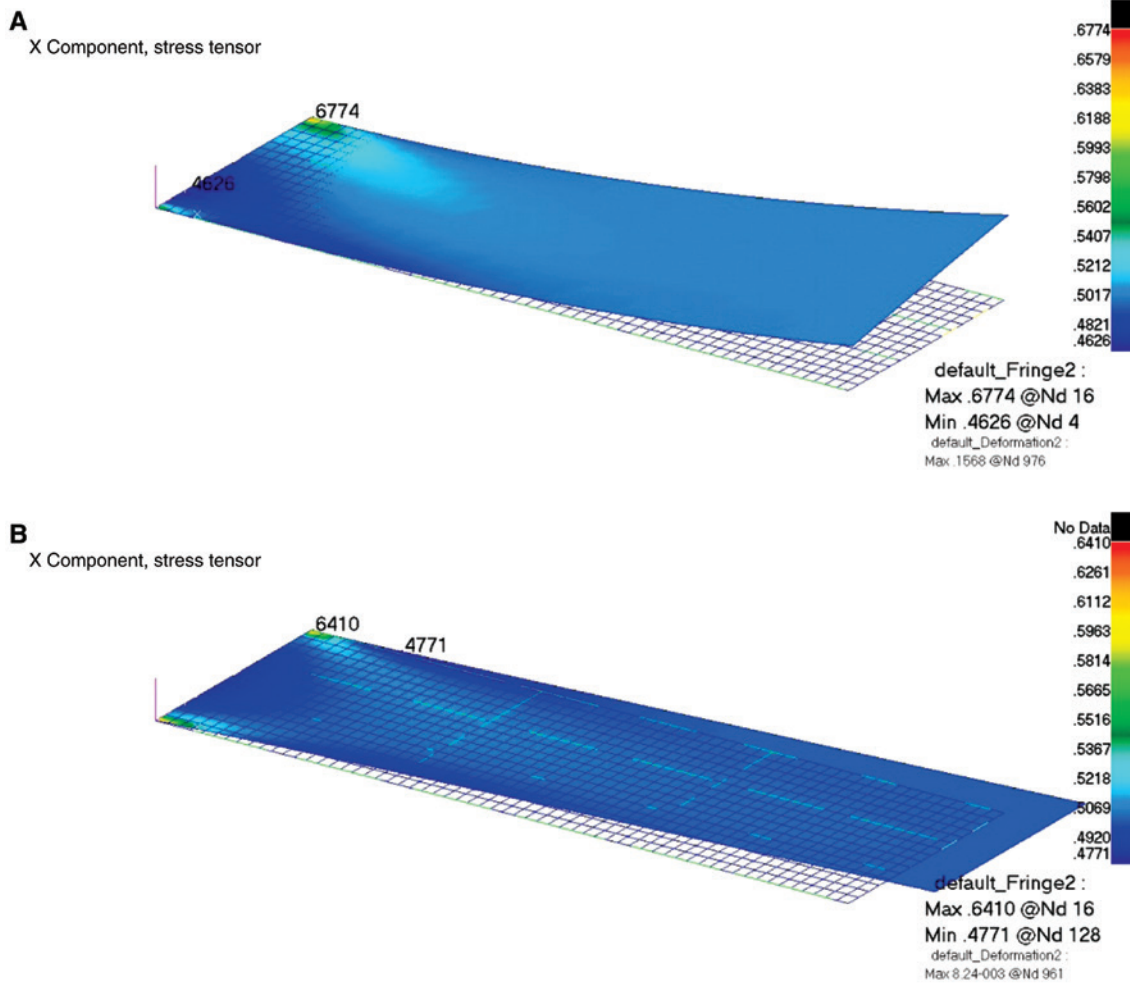 A
X Component, stress tensor
.6774
.6579
.6383
.6188
.5993
.5798
.5602
.5407
.5212
.5017
.4821
.4626
6774
.4626
X
default_Fringe2 :
Max .6774 @Nd 16
Min .4626 @Nd 4
default_Deformation2 :
Max .1568 @Nd 976
B
X Component, stress tensor
No Data
.6410
.6261
.6112
.5963
.5814
.5665
.5516
.5367
.5218
.5069
.4920
.4771
6410
4771
default_Fringe2 :
Max .6410 @Nd 16
Min .4771 @Nd 128
default_Deformation2 :
Max 8.24-003 @Nd 961